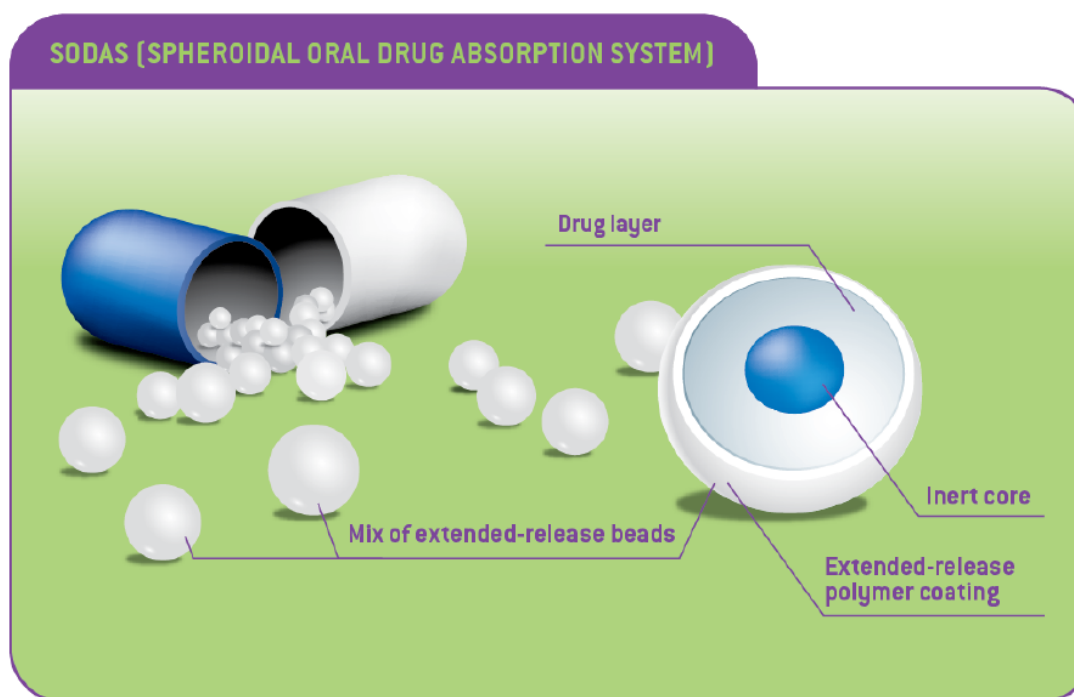 SODAS (SPHEROIDAL ORAL DRUG ABSORPTION SYSTEM)
Drug layer
Inert core
Mix of extended-release beads
Extended-release
polymer coating